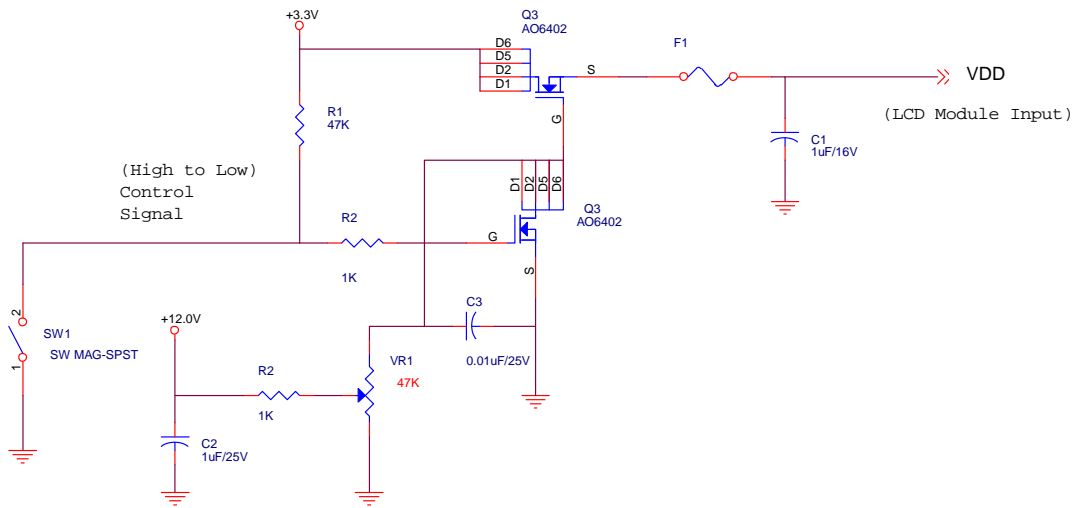 +3.3V
Q3
AO6402
D6
D5
D2
D1
S
G
F1
VDD
(LCD Module Input)
R1
47K
C1
1uF/16V
(High to Low)
Control
Signal
D1
D2
D5
D6
Q3
AO6402
R2
1K
G
S
2
1
SW1
SW MAG-SPST
+12.0V
C3
0.01uF/25V
VR1
47K
R2
1K
C2
1uF/25V